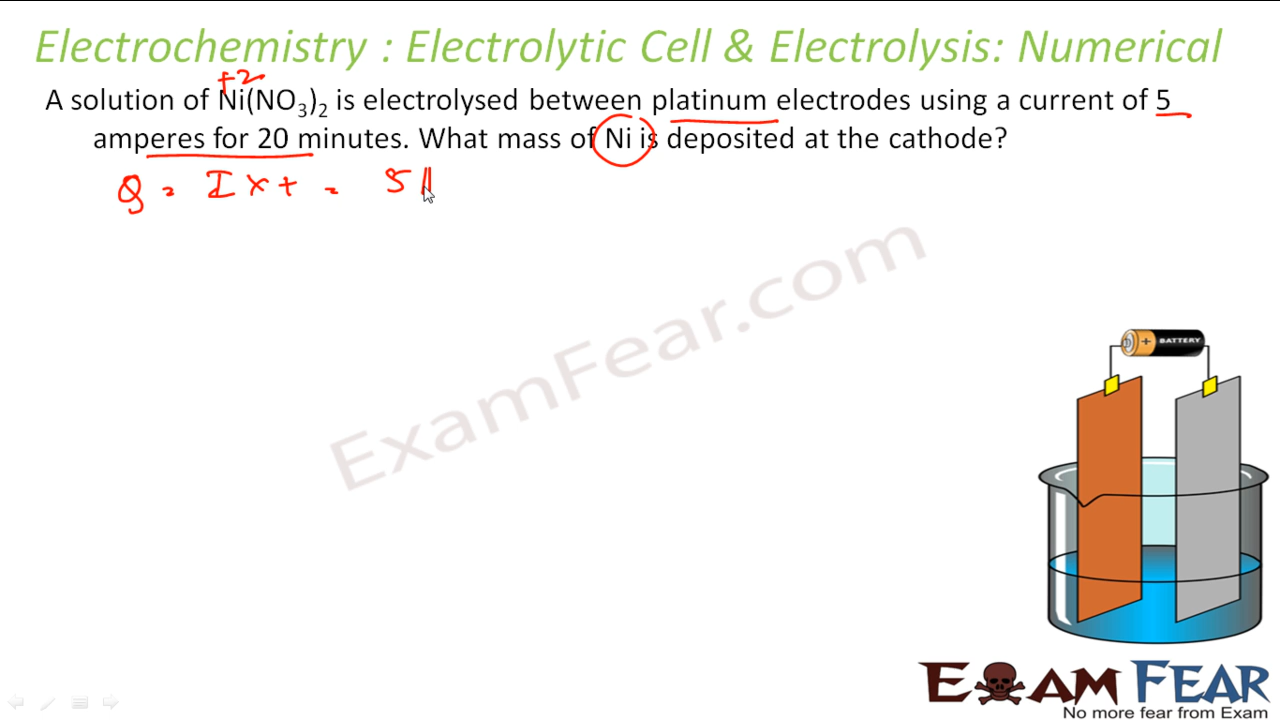 Electrochemistry : Electrolytic Cell & Electrolysis: Numerical
+2
A solution of Ni(NO₃)₂ is electrolysed between platinum electrodes using a current of 5
amperes for 20 minutes. What mass of Ni is deposited at the cathode?
Q = I x t = 5
ExamFear.com
BATTERY
EXAM FEAR
No more fear from Exam